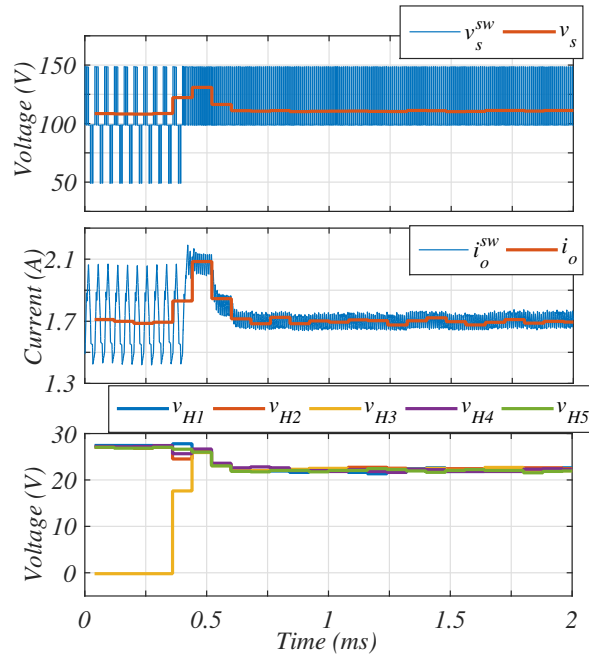 v_s^sw v_s
Voltage (V)
150
100
50
i_o^sw i_o
Current (A)
2.1
1.7
1.3
v_H1 v_H2 v_H3 v_H4 v_H5
Voltage (V)
30
20
10
0
0 0.5 1 1.5 2
Time (ms)